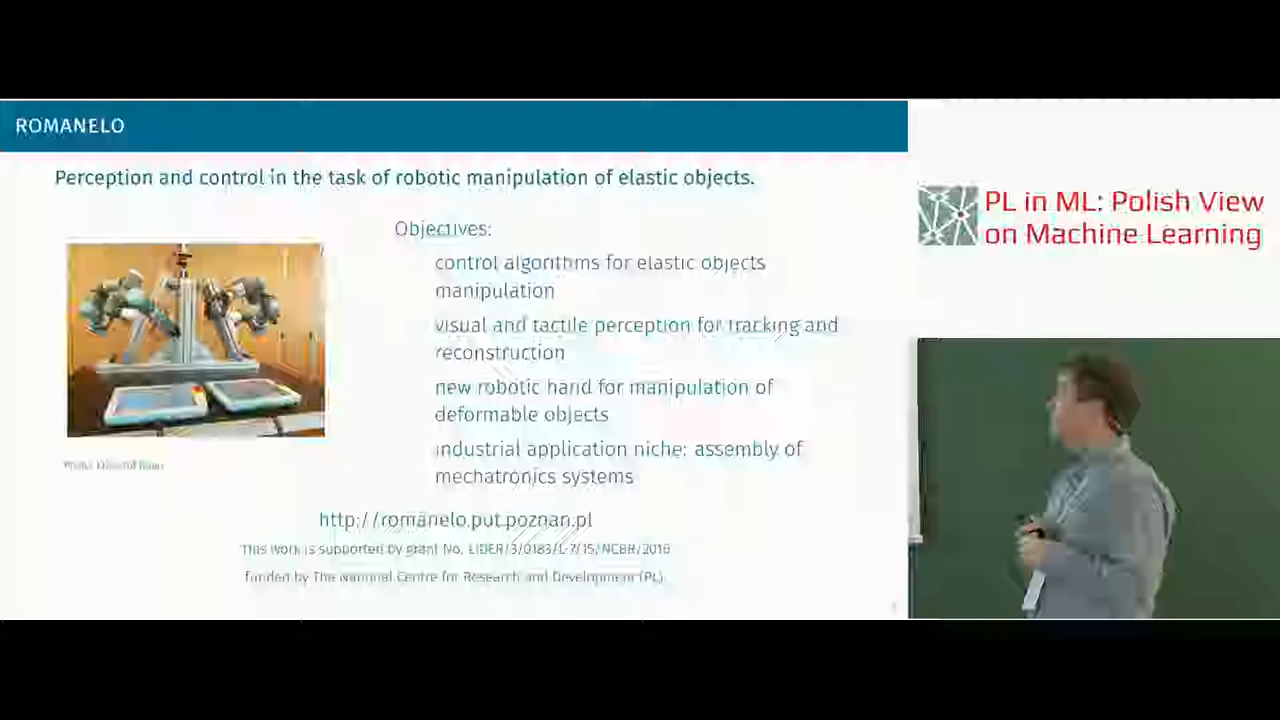 ROMANELO
Perception and control in the task of robotic manipulation of elastic objects.
Objectives:
control algorithms for elastic objects
manipulation
visual and tactile perception for tracking and
reconstruction
new robotic hand for manipulation of
deformable objects
industrial application niche: assembly of
mechatronics systems
http://romanelo.put.poznan.pl
This work is supported by grant No. LIDER/3/0183/L-7/15/NCBR/2016
funded by The National Centre for Research and Development (PL)
PL in ML: Polish View
on Machine Learning